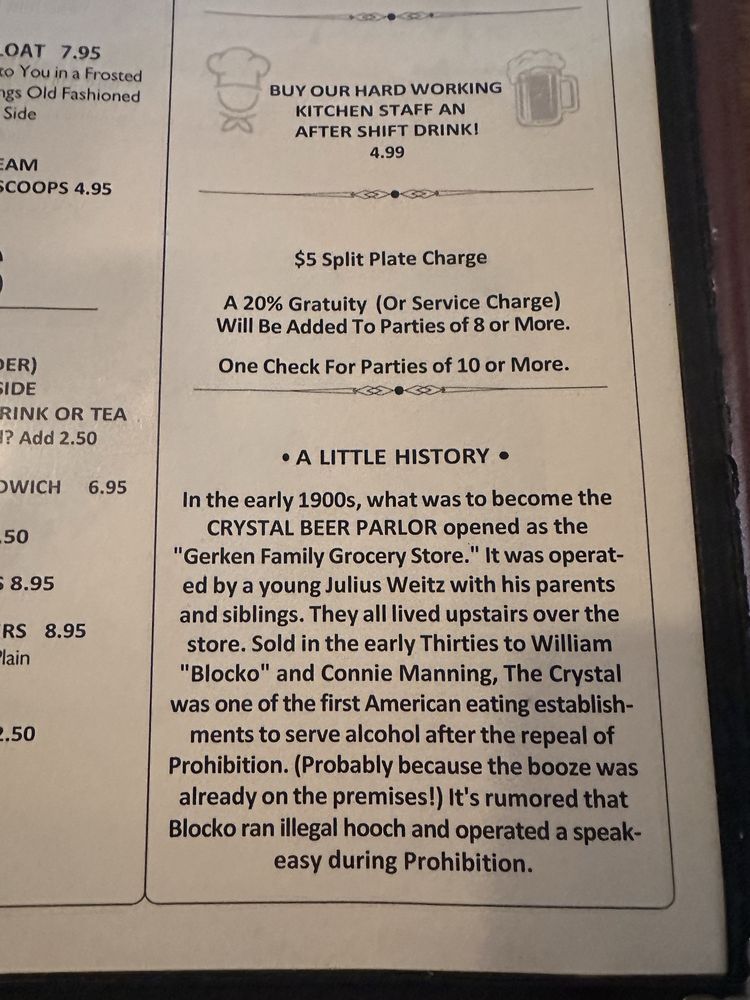 LOAT 7.95
to You in a Frosted
ngs Old Fashioned
Side
EAM
SCOOPS 4.95
S
DER)
SIDE
RINK OR TEA
? Add 2.50
DWICH 6.95
.50
S 8.95
RS 8.95
Plain
2.50
BUY OUR HARD WORKING
KITCHEN STAFF AN
AFTER SHIFT DRINK!
4.99
$5 Split Plate Charge
A 20% Gratuity (Or Service Charge)
Will Be Added To Parties of 8 or More.
One Check For Parties of 10 or More.
• A LITTLE HISTORY •
In the early 1900s, what was to become the
CRYSTAL BEER PARLOR opened as the
"Gerken Family Grocery Store." It was operat-
ed by a young Julius Weitz with his parents
and siblings. They all lived upstairs over the
store. Sold in the early Thirties to William
"Blocko" and Connie Manning, The Crystal
was one of the first American eating establish-
ments to serve alcohol after the repeal of
Prohibition. (Probably because the booze was
already on the premises!) It's rumored that
Blocko ran illegal hooch and operated a speak-
easy during Prohibition.